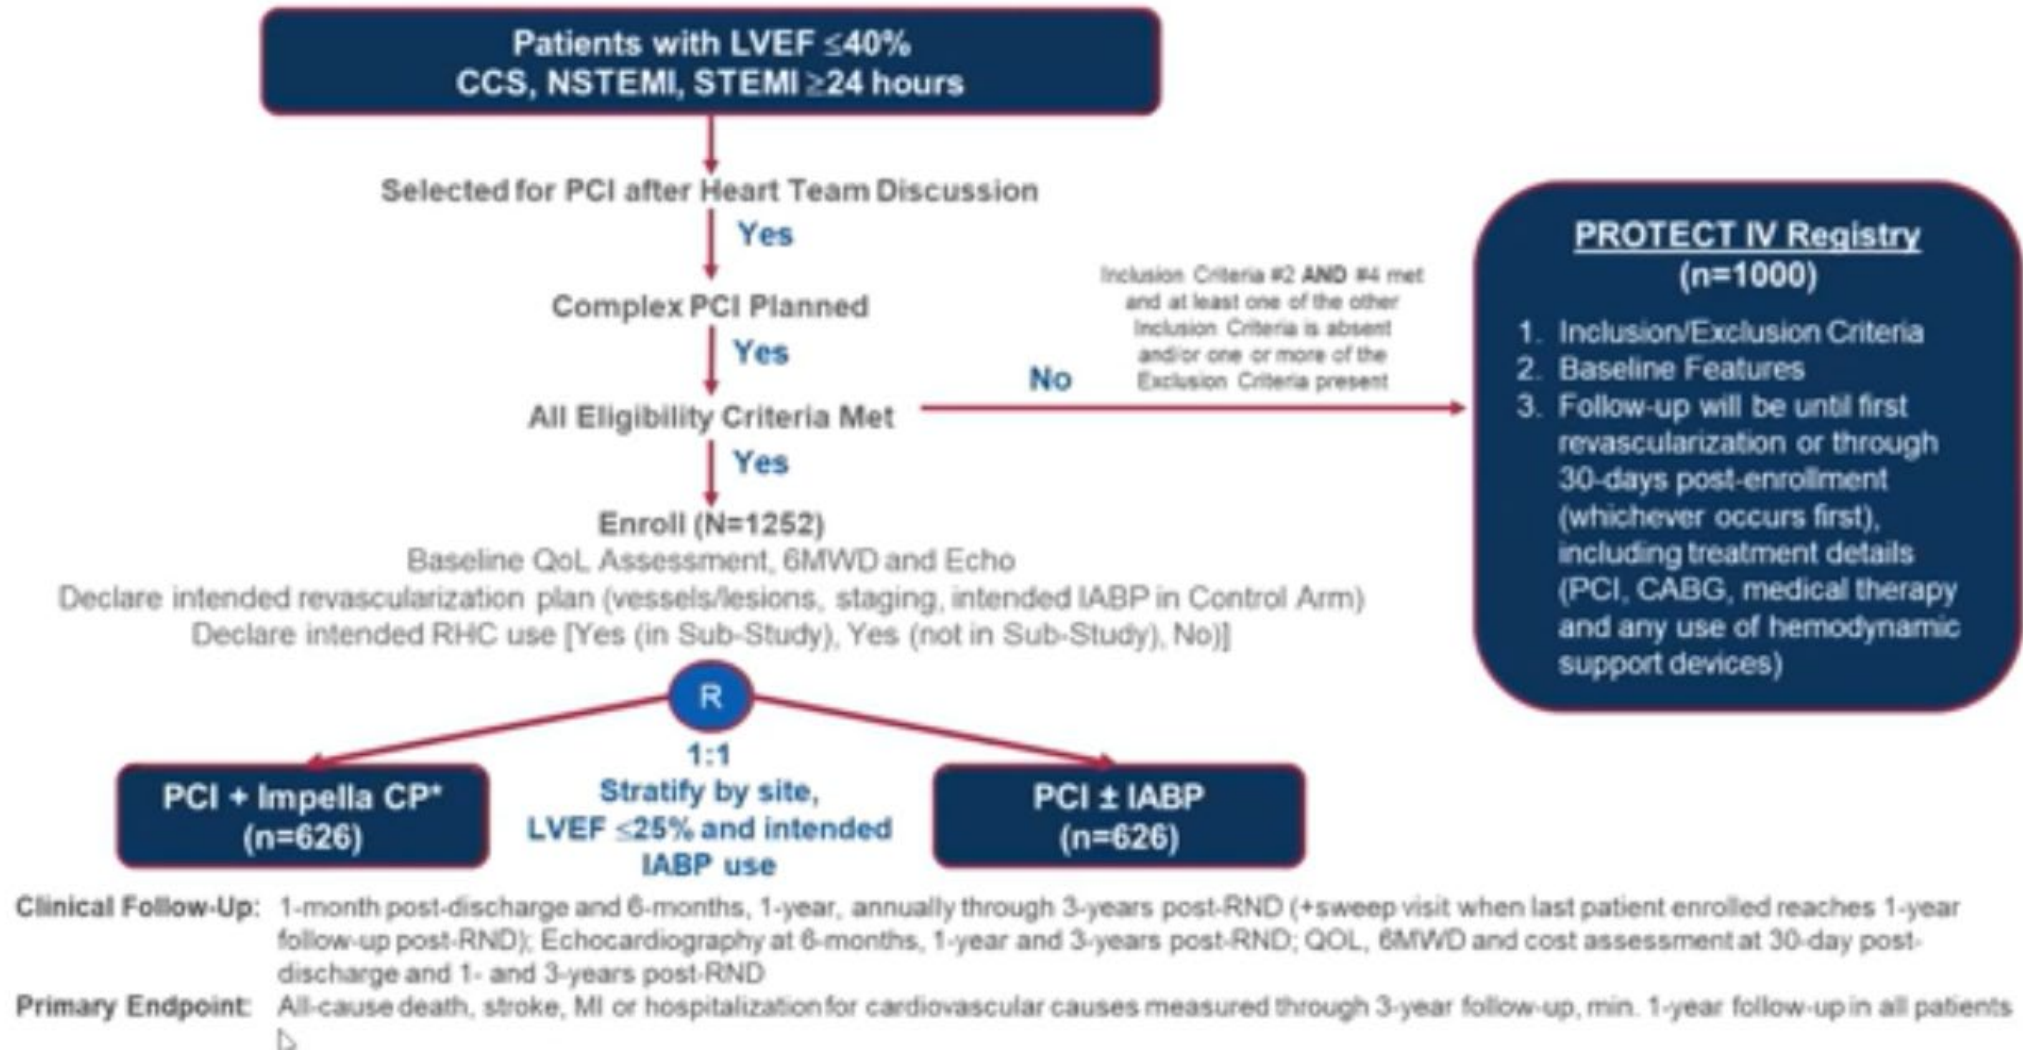 Patients with LVEF ≤40%
CCS, NSTEMI, STEMI ≥24 hours
Selected for PCI after Heart Team Discussion
Yes
Complex PCI Planned
Yes
All Eligibility Criteria Met
No
Inclusion Criteria #2 AND #4 met
and at least one of the other
Inclusion Criteria is absent
and/or one or more of the
Exclusion Criteria present
PROTECT IV Registry
(n=1000)
1. Inclusion/Exclusion Criteria
2. Baseline Features
3. Follow-up will be until first
revascularization or through
30-days post-enrollment
(whichever occurs first),
including treatment details
(PCI, CABG, medical therapy
and any use of hemodynamic
support devices)
Yes
Enroll (N=1252)
Baseline QoL Assessment, 6MWD and Echo
Declare intended revascularization plan (vessels/lesions, staging, intended IABP in Control Arm)
Declare intended RHC use [Yes (in Sub-Study), Yes (not in Sub-Study), No)]
R
1:1
Stratify by site,
LVEF ≤25% and intended
IABP use
PCI + Impella CP*
(n=626)
PCI ± IABP
(n=626)
Clinical Follow-Up: 1-month post-discharge and 6-months, 1-year, annually through 3-years post-RND (+sweep visit when last patient enrolled reaches 1-year
follow-up post-RND); Echocardiography at 6-months, 1-year and 3-years post-RND; QOL, 6MWD and cost assessment at 30-day post-
discharge and 1- and 3-years post-RND
Primary Endpoint: All-cause death, stroke, MI or hospitalization for cardiovascular causes measured through 3-year follow-up, min. 1-year follow-up in all patients